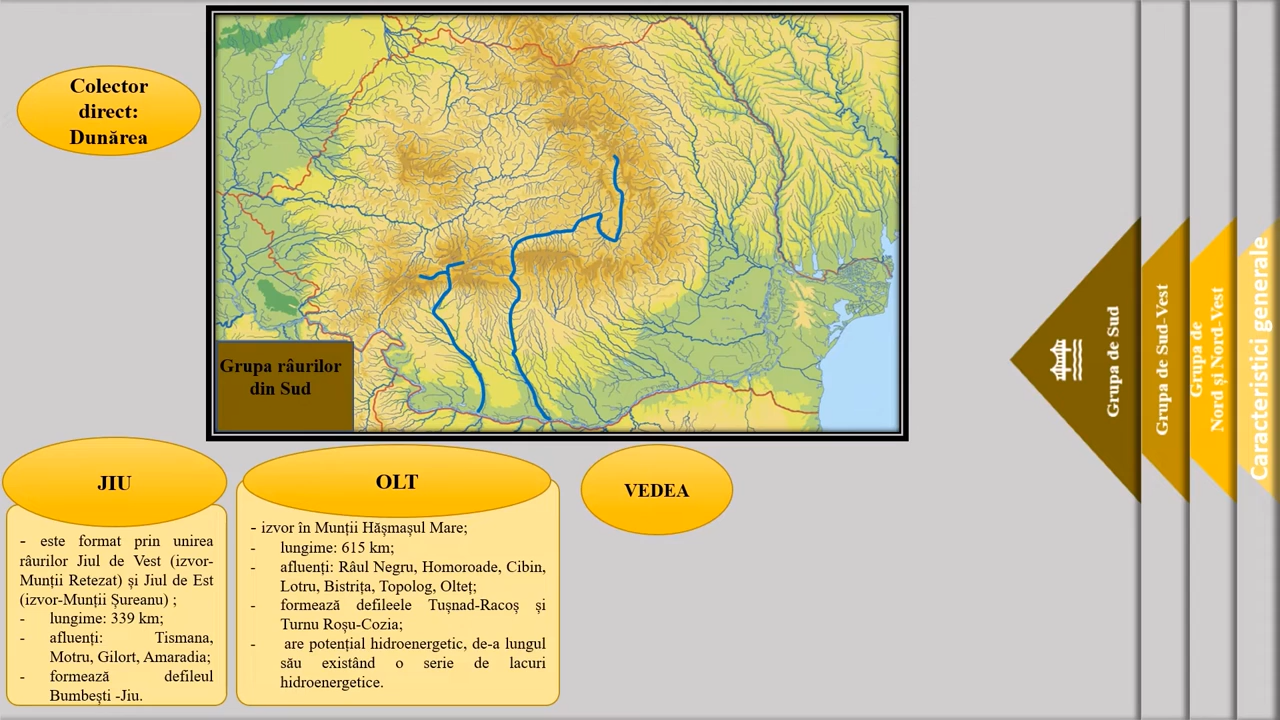 Colector
direct:
Dunărea
Grupa râurilor
din Sud
JIU
- este format prin unirea
râurilor Jiul de Vest (izvor-
Munții Retezat) și Jiul de Est
(izvor-Munții Șureanu) ;
- lungime: 339 km;
- afluenți: Tismana,
Motru, Gilort, Amaradia;
- formează defileul
Bumbești -Jiu.
OLT
- izvor în Munții Hășmașul Mare;
- lungime: 615 km;
- afluenți: Râul Negru, Homoroade, Cibin,
Lotru, Bistrița, Topolog, Olteț;
- formează defileele Tușnad-Racoș și
Turnu Roșu-Cozia;
- are potențial hidroenergetic, de-a lungul
său existând o serie de lacuri
hidroenergetice.
VEDEA
Grupa de Sud
Grupa de Sud-Vest
Grupa de
Nord și Nord-Vest
Caracteristici generale